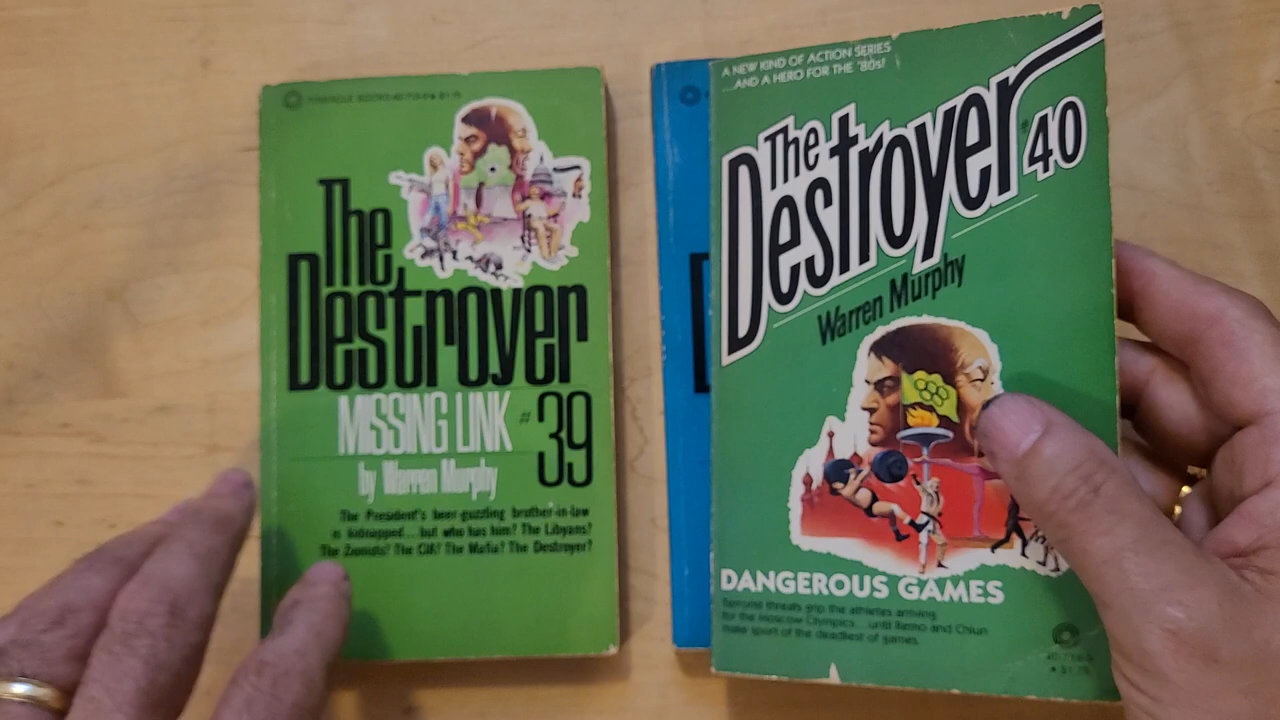 The
Destroyer
MISSING LINK
#39
by Warren Murphy
The President's beer-guzzling brother-in-law
is kidnapped...but who has him? The Libyans?
The Zionists? The CIA? The Mafia? The Destroyer?
A NEW KIND OF ACTION SERIES
...AND A HERO FOR THE '80s!
The
Destroyer
#40
Warren Murphy
DANGEROUS GAMES
Terrorist threats grip the athletes arriving
for the Moscow Olympics...until Remo and Chiun
make sport of the deadliest of games.